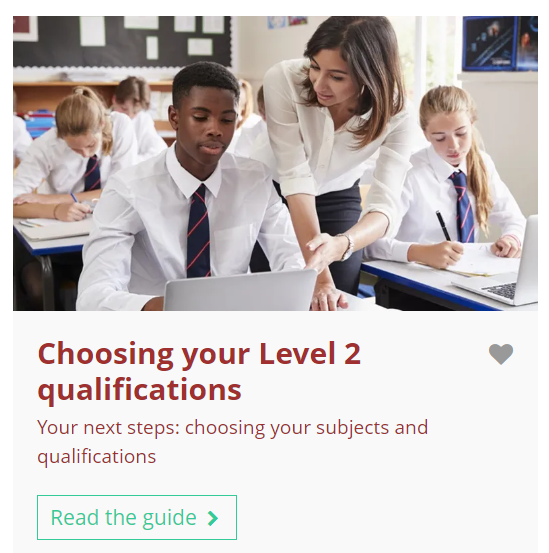 Choosing your Level 2
qualifications
Your next steps: choosing your subjects and
qualifications
Read the guide